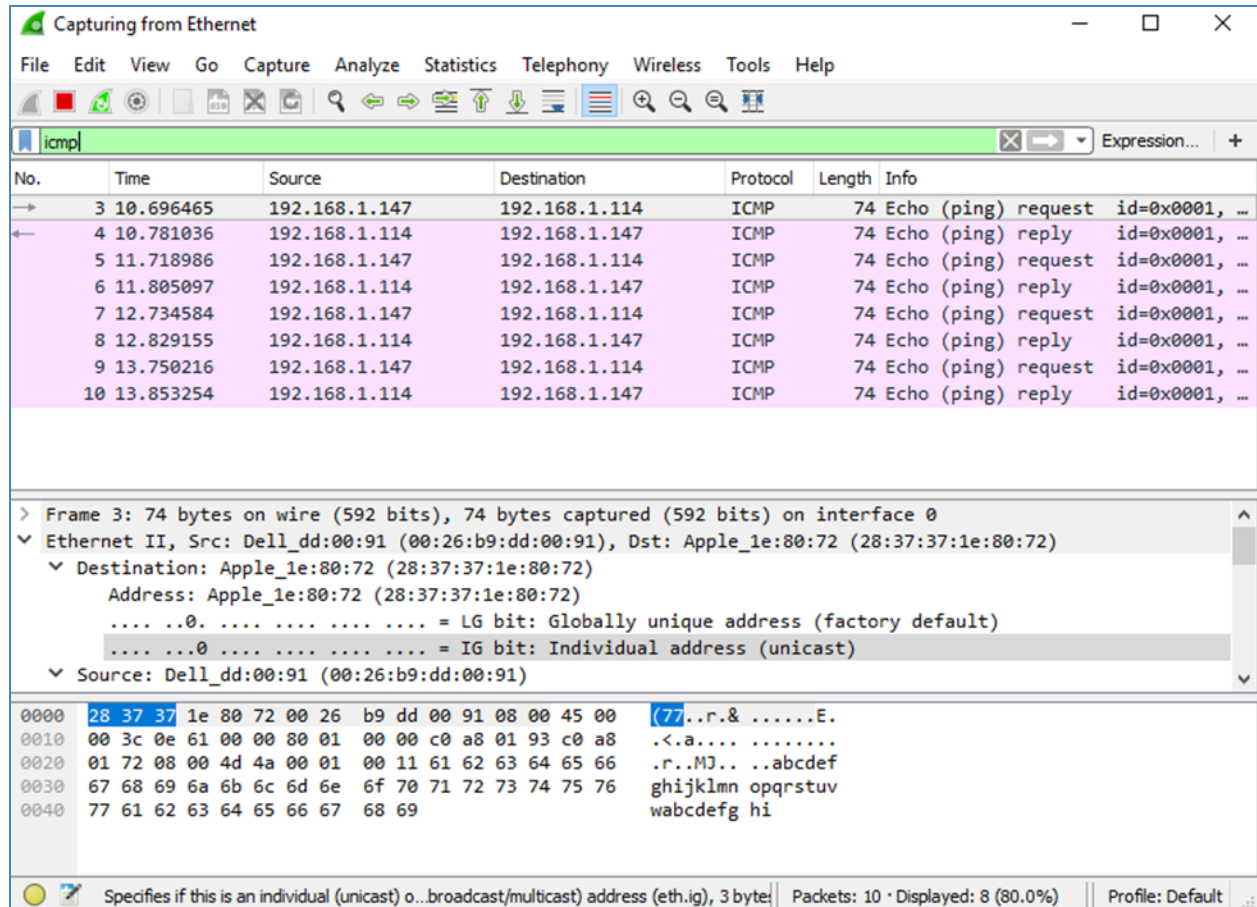 Capturing from Ethernet
File Edit View Go Capture Analyze Statistics Telephony Wireless Tools Help
icmp Expression... +
No. Time Source Destination Protocol Length Info
3 10.696465 192.168.1.147 192.168.1.114 ICMP 74 Echo (ping) request id=0x0001, …
4 10.781036 192.168.1.114 192.168.1.147 ICMP 74 Echo (ping) reply id=0x0001, …
5 11.718986 192.168.1.147 192.168.1.114 ICMP 74 Echo (ping) request id=0x0001, …
6 11.805097 192.168.1.114 192.168.1.147 ICMP 74 Echo (ping) reply id=0x0001, …
7 12.734584 192.168.1.147 192.168.1.114 ICMP 74 Echo (ping) request id=0x0001, …
8 12.829155 192.168.1.114 192.168.1.147 ICMP 74 Echo (ping) reply id=0x0001, …
9 13.750216 192.168.1.147 192.168.1.114 ICMP 74 Echo (ping) request id=0x0001, …
10 13.853254 192.168.1.114 192.168.1.147 ICMP 74 Echo (ping) reply id=0x0001, …
Frame 3: 74 bytes on wire (592 bits), 74 bytes captured (592 bits) on interface 0
Ethernet II, Src: Dell_dd:00:91 (00:26:b9:dd:00:91), Dst: Apple_1e:80:72 (28:37:37:1e:80:72)
Destination: Apple_1e:80:72 (28:37:37:1e:80:72)
Address: Apple_1e:80:72 (28:37:37:1e:80:72)
.... ..0. .... .... .... .... = LG bit: Globally unique address (factory default)
.... ...0 .... .... .... .... = IG bit: Individual address (unicast)
Source: Dell_dd:00:91 (00:26:b9:dd:00:91)
0000 28 37 37 1e 80 72 00 26 b9 dd 00 91 08 00 45 00 (77..r.& ......E.
0010 00 3c 0e 61 00 00 80 01 00 00 c0 a8 01 93 c0 a8 .<.a.... ........
0020 01 72 08 00 4d 4a 00 01 00 11 61 62 63 64 65 66 .r..MJ.. ..abcdef
0030 67 68 69 6a 6b 6c 6d 6e 6f 70 71 72 73 74 75 76 ghijklmn opqrstuv
0040 77 61 62 63 64 65 66 67 68 69 wabcdefg hi
Specifies if this is an individual (unicast) o…broadcast/multicast) address (eth.ig), 3 bytes Packets: 10 · Displayed: 8 (80.0%) Profile: Default